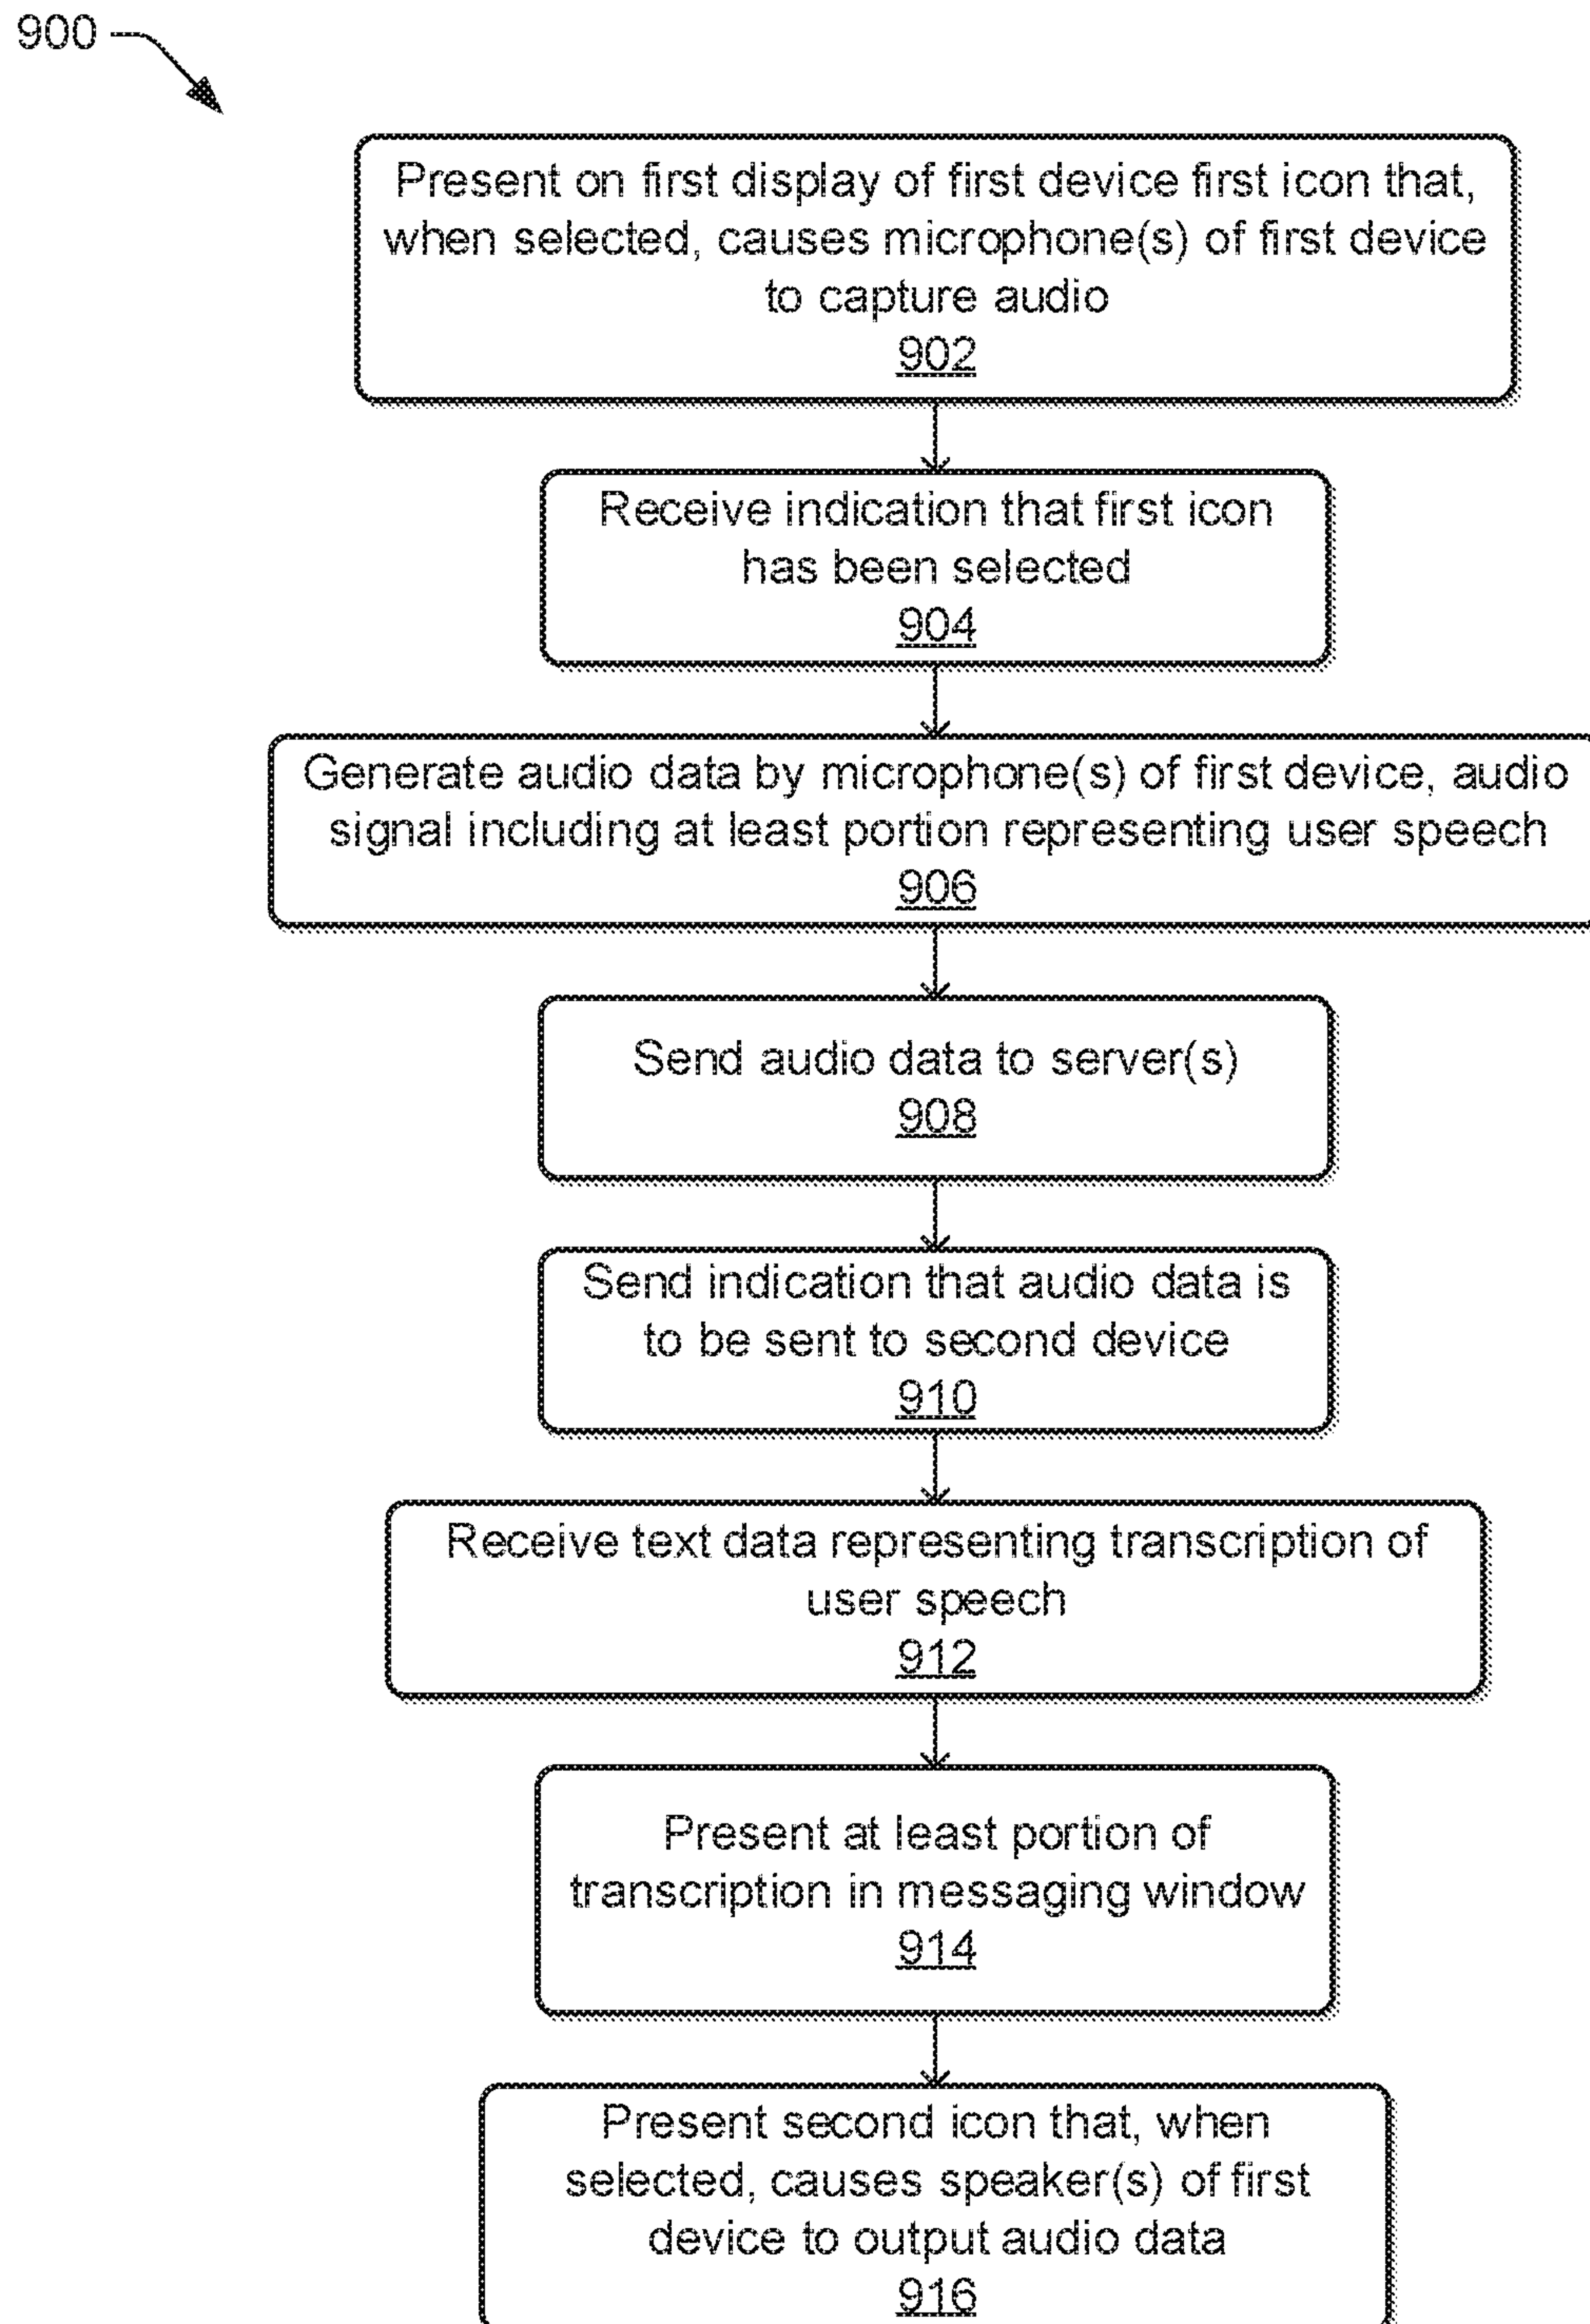 900
Present on first display of first device first icon that,
when selected, causes microphone(s) of first device
to capture audio
902
Receive indication that first icon
has been selected
904
Generate audio data by microphone(s) of first device, audio
signal including at least portion representing user speech
906
Send audio data to server(s)
908
Send indication that audio data is
to be sent to second device
910
Receive text data representing transcription of
user speech
912
Present at least portion of
transcription in messaging window
914
Present second icon that, when
selected, causes speaker(s) of first
device to output audio data
916